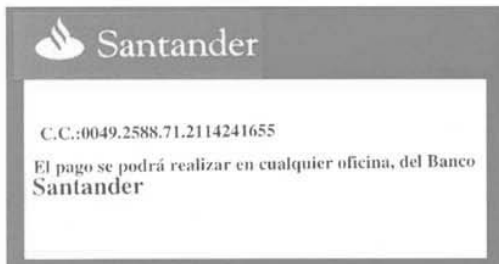 Santander
C.C.:0049.2588.71.2114241655
El pago se podrá realizar en cualquier oficina, del Banco
Santander